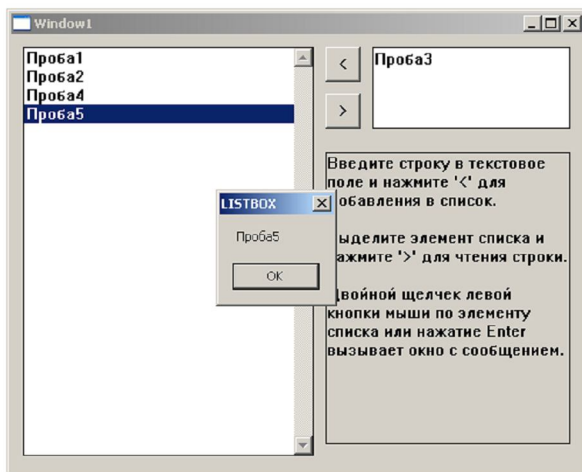 Window1
Проба1
Проба2
Проба4
Проба5
<
>
Проба3
Введите строку в текстовое
поле и нажмите '<' для
обавления в список.
ыделите элемент списка и
ажмите '>' для чтения строки.
войной щелчек левой
кнопки мыши по элементу
списка или нажатие Enter
вызывает окно с сообщением.
LISTBOX
Проба5
OK